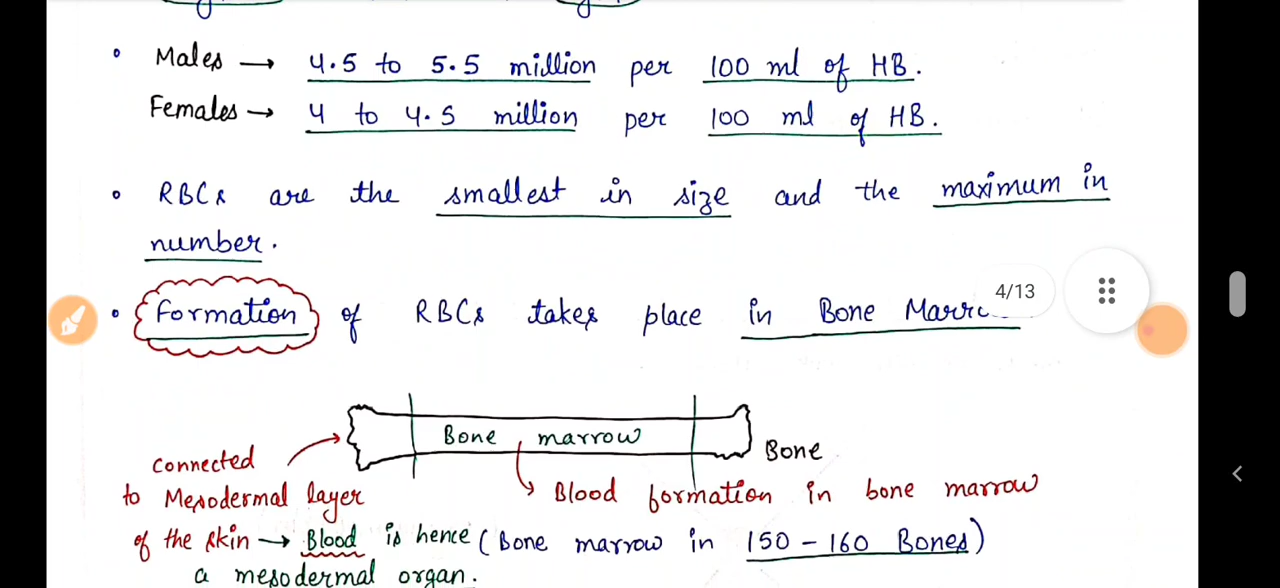 • Males → 4.5 to 5.5 million per 100 ml of HB.
Females → 4 to 4.5 million per 100 ml of HB.
• RBCs are the smallest in size and the maximum in
number.
• Formation of RBCs takes place in Bone
4/13
Bone marrow
Bone
Connected
to Mesodermal layer
of the skin → Blood is hence
a mesodermal organ.
↳ Blood formation in bone marrow
(Bone marrow in 150 – 160 Bones)